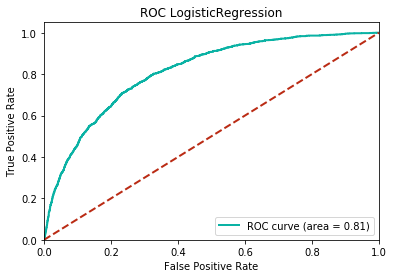 ROC LogisticRegression
True Positive Rate
1.0
0.8
0.6
0.4
0.2
0.0
ROC curve (area = 0.81)
0.0 0.2 0.4 0.6 0.8 1.0
False Positive Rate